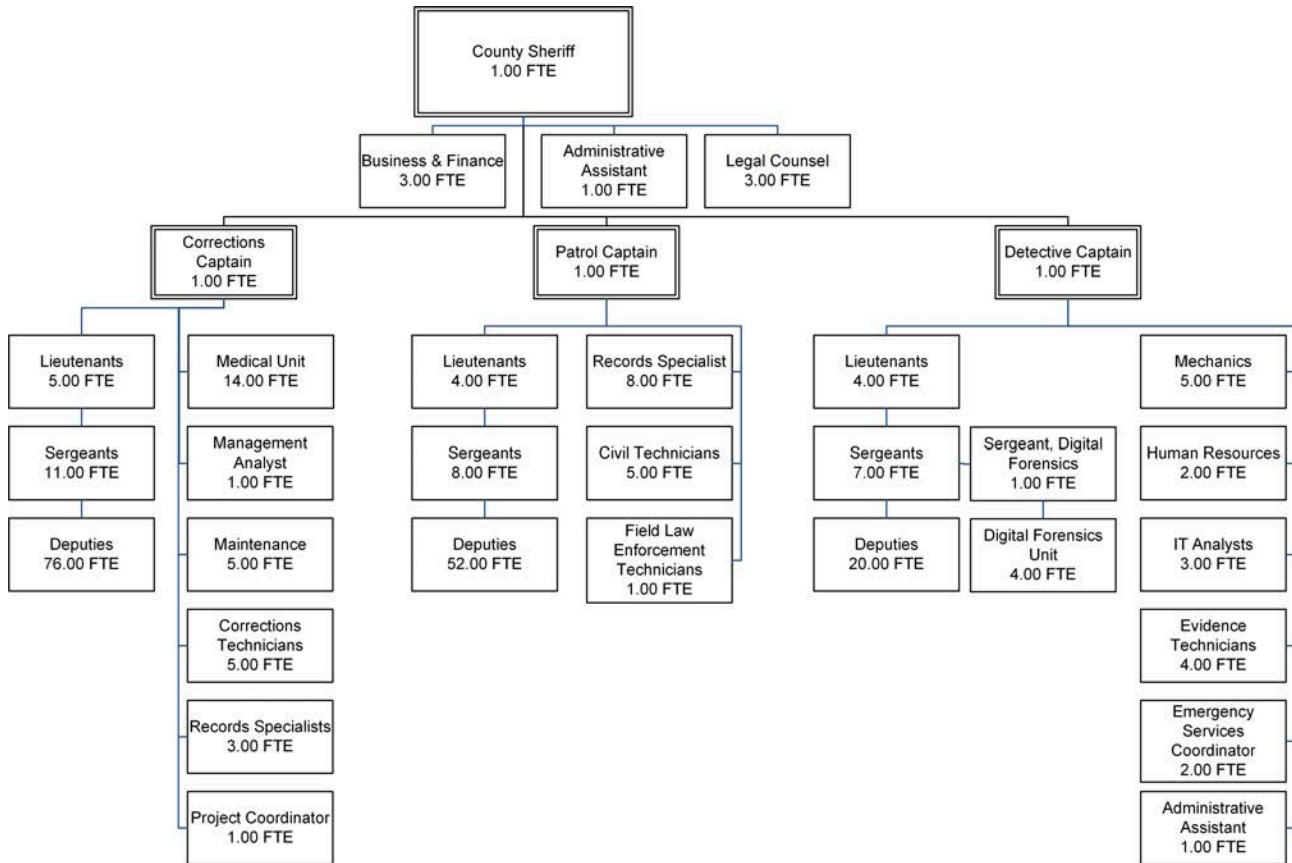 County Sheriff
1.00 FTE
Business & Finance
3.00 FTE
Administrative
Assistant
1.00 FTE
Legal Counsel
3.00 FTE
Corrections
Captain
1.00 FTE
Patrol Captain
1.00 FTE
Detective Captain
1.00 FTE
Lieutenants
5.00 FTE
Sergeants
11.00 FTE
Deputies
76.00 FTE
Medical Unit
14.00 FTE
Management
Analyst
1.00 FTE
Maintenance
5.00 FTE
Corrections
Technicians
5.00 FTE
Records Specialists
3.00 FTE
Project Coordinator
1.00 FTE
Lieutenants
4.00 FTE
Sergeants
8.00 FTE
Deputies
52.00 FTE
Records Specialist
8.00 FTE
Civil Technicians
5.00 FTE
Field Law
Enforcement
Technicians
1.00 FTE
Lieutenants
4.00 FTE
Sergeants
7.00 FTE
Deputies
20.00 FTE
Sergeant, Digital
Forensics
1.00 FTE
Digital Forensics
Unit
4.00 FTE
Mechanics
5.00 FTE
Human Resources
2.00 FTE
IT Analysts
3.00 FTE
Evidence
Technicians
4.00 FTE
Emergency
Services
Coordinator
2.00 FTE
Administrative
Assistant
1.00 FTE